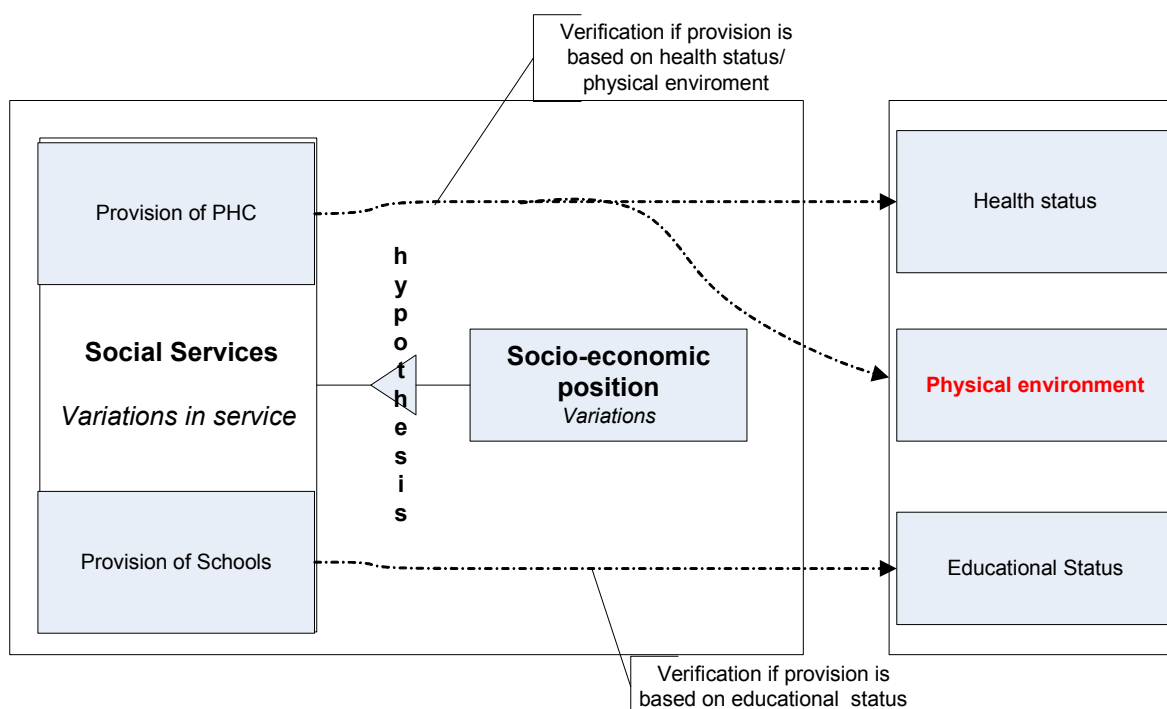 Verification if provision is
based on health status/
physical enviroment
Provision of PHC
Health status
hypothesis
Social Services
Variations in service
Socio-economic
position
Variations
Physical environment
Provision of Schools
Educational Status
Verification if provision is
based on educational status